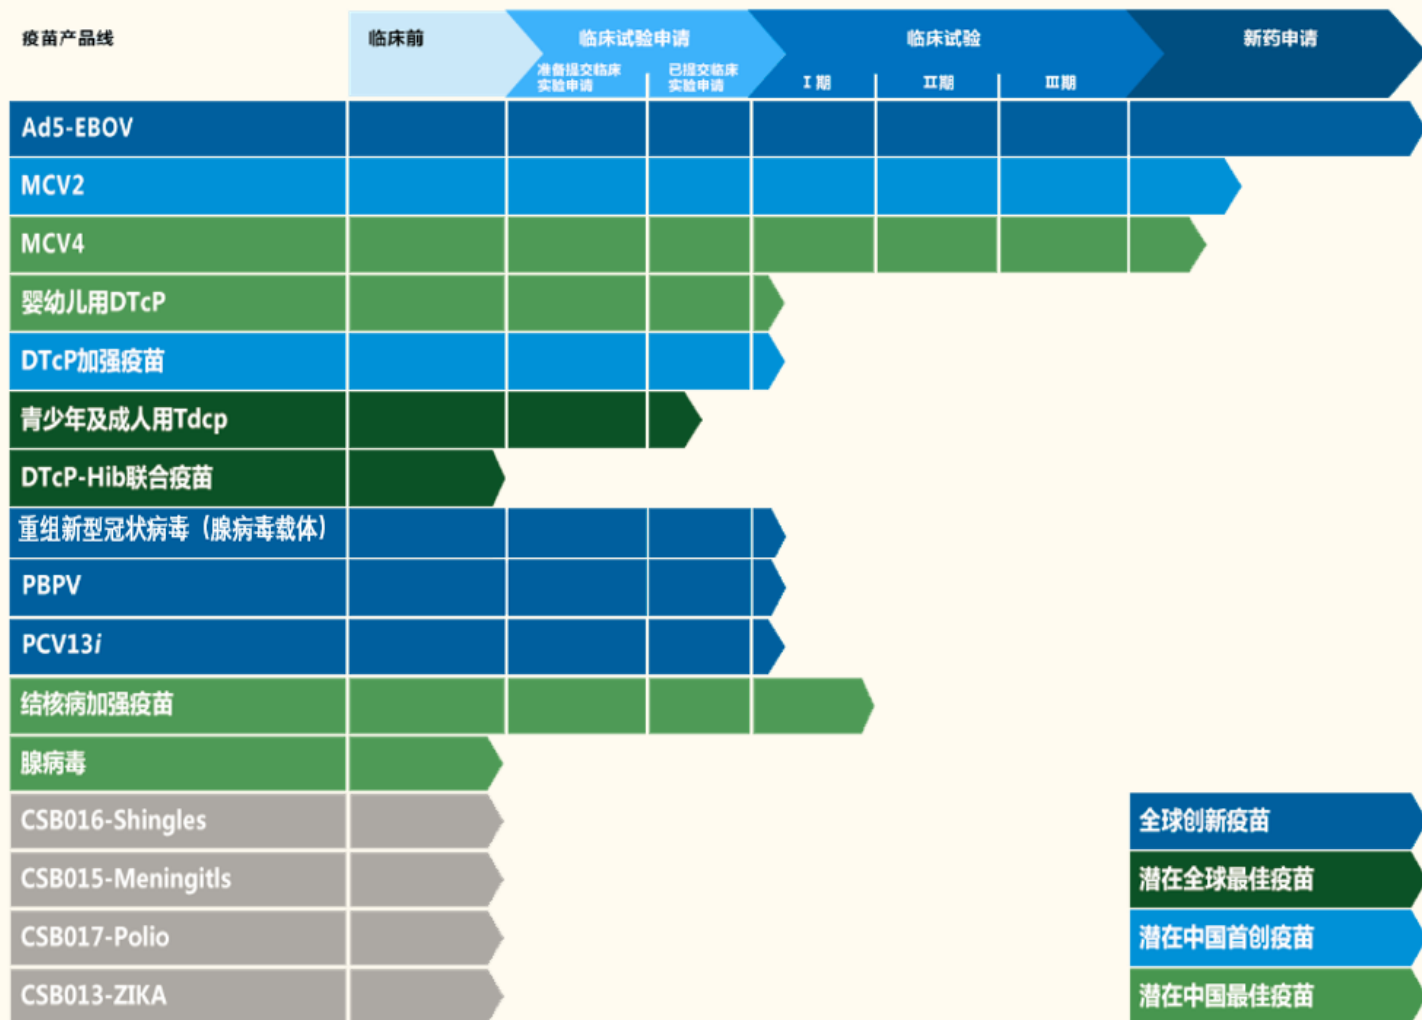 疫苗产品线
临床前
临床试验申请
临床试验
新药申请
准备提交临床
实验申请
已提交临床
实验申请
I 期
II期
III期
Ad5-EBOV
MCV2
MCV4
婴幼儿用DTcP
DTcP加强疫苗
青少年及成人用Tdcp
DTcP-Hib联合疫苗
重组新型冠状病毒（腺病毒载体）
PBPV
PCV13i
结核病加强疫苗
腺病毒
CSB016-Shingles
全球创新疫苗
CSB015-Meningitls
潜在全球最佳疫苗
CSB017-Polio
潜在中国首创疫苗
CSB013-ZIKA
潜在中国最佳疫苗